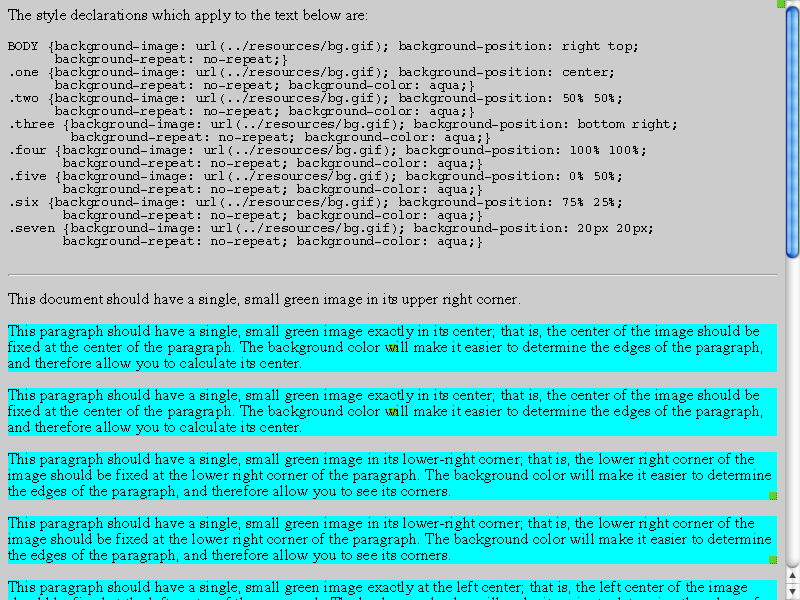 The style declarations which apply to the text below are:
BODY {background-image: url(../resources/bg.gif); background-position: right top;
background-repeat: no-repeat;}
.one {background-image: url(../resources/bg.gif); background-position: center;
background-repeat: no-repeat; background-color: aqua;}
.two {background-image: url(../resources/bg.gif); background-position: 50% 50%;
background-repeat: no-repeat; background-color: aqua;}
.three {background-image: url(../resources/bg.gif); background-position: bottom right;
background-repeat: no-repeat; background-color: aqua;}
.four {background-image: url(../resources/bg.gif); background-position: 100% 100%;
background-repeat: no-repeat; background-color: aqua;}
.five {background-image: url(../resources/bg.gif); background-position: 0% 50%;
background-repeat: no-repeat; background-color: aqua;}
.six {background-image: url(../resources/bg.gif); background-position: 75% 25%;
background-repeat: no-repeat; background-color: aqua;}
.seven {background-image: url(../resources/bg.gif); background-position: 20px 20px;
background-repeat: no-repeat; background-color: aqua;}
This document should have a single, small green image in its upper right corner.
This paragraph should have a single, small green image exactly in its center; that is, the center of the image should be
fixed at the center of the paragraph. The background color will make it easier to determine the edges of the paragraph,
and therefore allow you to calculate its center.
This paragraph should have a single, small green image exactly in its center; that is, the center of the image should be
fixed at the center of the paragraph. The background color will make it easier to determine the edges of the paragraph,
and therefore allow you to calculate its center.
This paragraph should have a single, small green image in its lower-right corner; that is, the lower right corner of the
image should be fixed at the lower right corner of the paragraph. The background color will make it easier to determine
the edges of the paragraph, and therefore allow you to see its corners.
This paragraph should have a single, small green image in its lower-right corner; that is, the lower right corner of the
image should be fixed at the lower right corner of the paragraph. The background color will make it easier to determine
the edges of the paragraph, and therefore allow you to see its corners.
This paragraph should have a single, small green image exactly at the left center; that is, the left center of the image